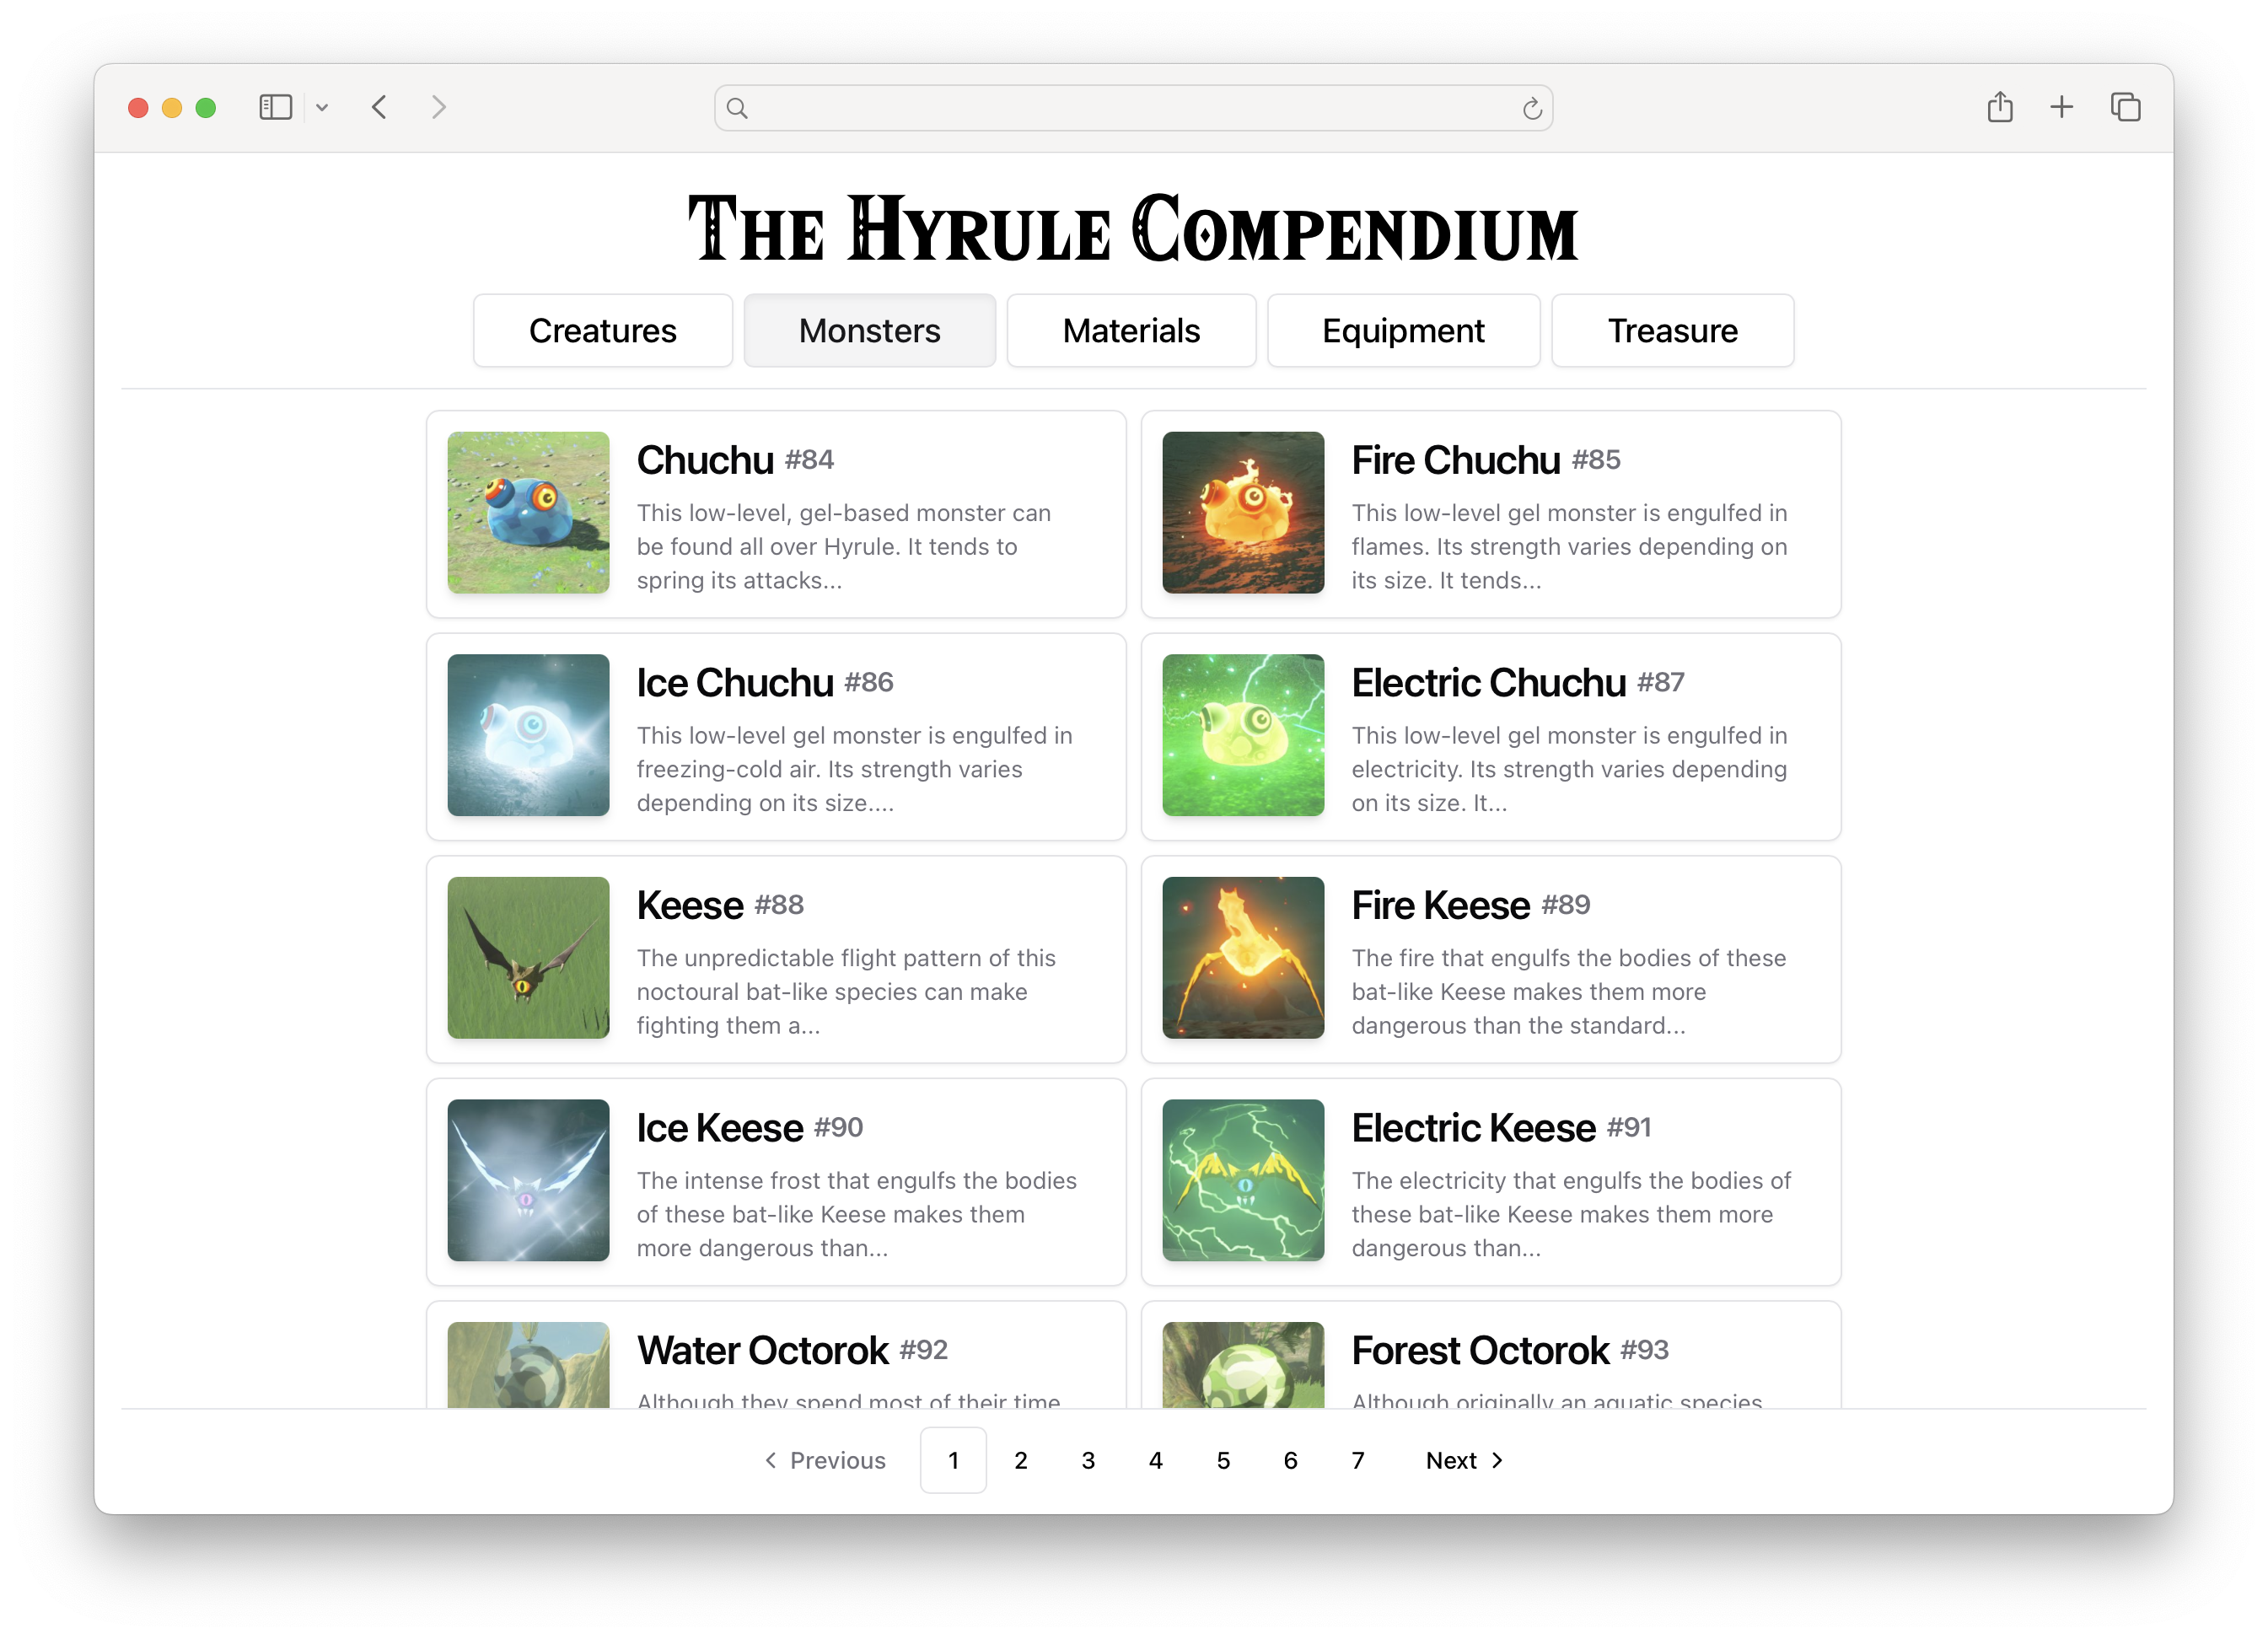 The Hyrule Compendium
Creatures Monsters Materials Equipment Treasure
Chuchu #84
This low-level, gel-based monster can
be found all over Hyrule. It tends to
spring its attacks...
Fire Chuchu #85
This low-level gel monster is engulfed in
flames. Its strength varies depending on
its size. It tends...
Ice Chuchu #86
This low-level gel monster is engulfed in
freezing-cold air. Its strength varies
depending on its size....
Electric Chuchu #87
This low-level gel monster is engulfed in
electricity. Its strength varies depending
on its size. It...
Keese #88
The unpredictable flight pattern of this
noctoural bat-like species can make
fighting them a...
Fire Keese #89
The fire that engulfs the bodies of these
bat-like Keese makes them more
dangerous than the standard...
Ice Keese #90
The intense frost that engulfs the bodies
of these bat-like Keese makes them
more dangerous than...
Electric Keese #91
The electricity that engulfs the bodies of
these bat-like Keese makes them more
dangerous than...
Water Octorok #92
Although they spend most of their time
Forest Octorok #93
Although originally an aquatic species
Previous 1 2 3 4 5 6 7 Next